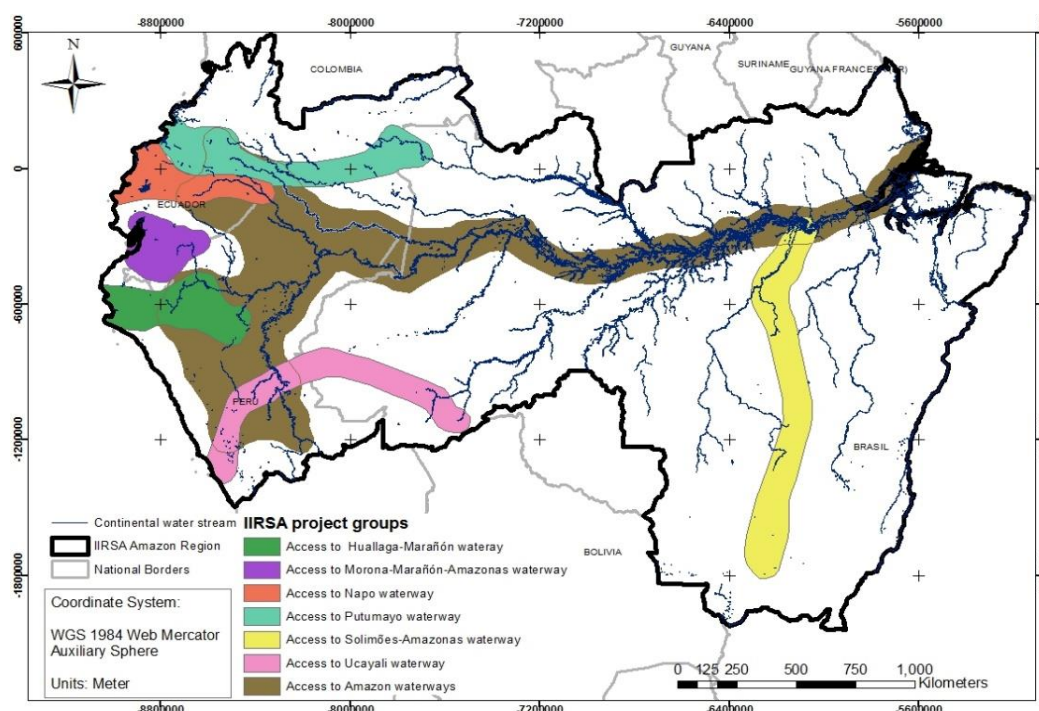 -8800000 -8000000 -7200000 -6400000 -5600000
600000
N
COLOMBIA
GUYANA
SURINAME
0
0
ECUADOR
-600000
PERU
-1200000
-1200000
BRASIL
BOLIVIA
-1800000
-1800000
Continental water stream
IIRSA Amazon Region
National Borders
Coordinate System:
WGS 1984 Web Mercator
Auxiliary Sphere
Units: Meter
IIRSA project groups
Access to Huallaga-Marañón wateray
Access to Morona-Marañón-Amazonas waterway
Access to Napo waterway
Access to Putumayo waterway
Access to Solimões-Amazonas waterway
Access to Ucayali waterway
Access to Amazon waterways
0 125 250 500 750 1,000
Kilometers
-8800000 -8000000 -7200000 -6400000 -5600000